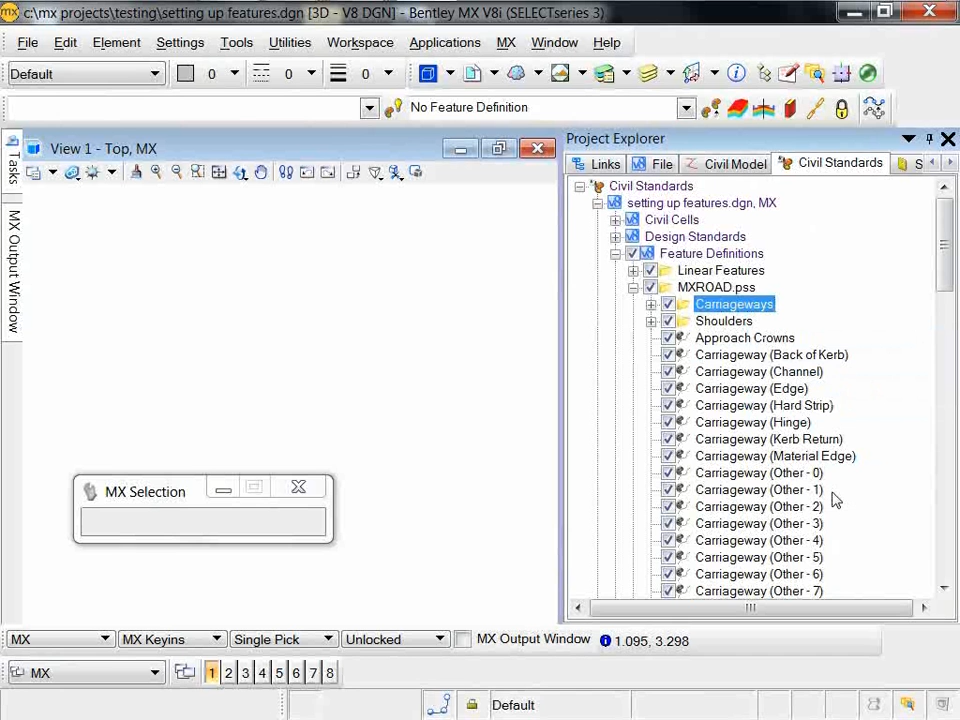 mx c:\mx projects\testing\setting up features.dgn [3D - V8 DGN] - Bentley MX V8i (SELECTseries 3)
File Edit Element Settings Tools Utilities Workspace Applications MX Window Help
Default 0 0 0
No Feature Definition
Project Explorer
View 1 - Top, MX
Links File Civil Model Civil Standards S
Tasks
MX Output Window
Civil Standards
setting up features.dgn, MX
Civil Cells
Design Standards
Feature Definitions
Linear Features
MXROAD.pss
Carriageways
Shoulders
Approach Crowns
Carriageway (Back of Kerb)
Carriageway (Channel)
Carriageway (Edge)
Carriageway (Hard Strip)
Carriageway (Hinge)
Carriageway (Kerb Return)
Carriageway (Material Edge)
Carriageway (Other - 0)
Carriageway (Other - 1)
Carriageway (Other - 2)
Carriageway (Other - 3)
Carriageway (Other - 4)
Carriageway (Other - 5)
Carriageway (Other - 6)
Carriageway (Other - 7)
MX Selection
MX MX Keyins Single Pick Unlocked MX Output Window 1.095, 3.298
MX 1 2 3 4 5 6 7 8
Default